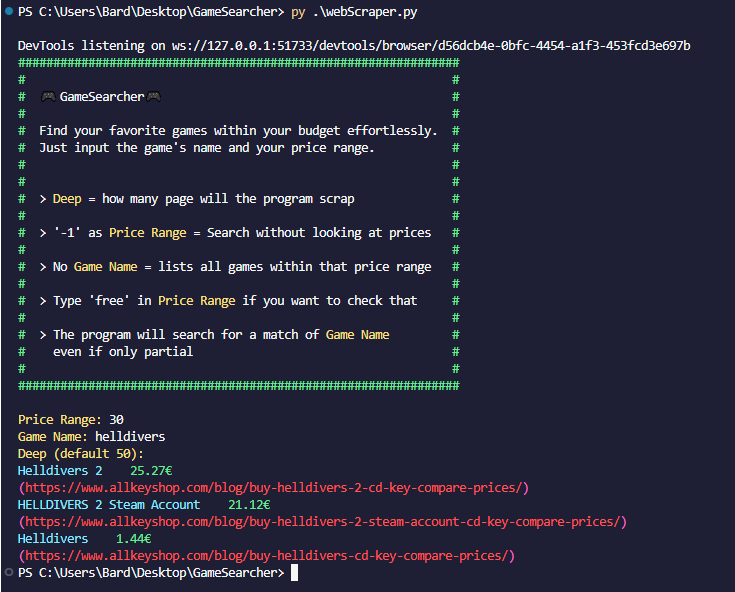 PS C:\Users\Bard\Desktop\GameSearcher> py .\webScraper.py
DevTools listening on ws://127.0.0.1:51733/devtools/browser/d56dcb4e-0bfc-4454-a1f3-453fcd3e697b
###############################################################
# #
# 🎮GameSearcher🎮 #
# #
# Find your favorite games within your budget effortlessly. #
# Just input the game's name and your price range. #
# #
# #
# > Deep = how many page will the program scrap #
# #
# > '-1' as Price Range = Search without looking at prices #
# #
# > No Game Name = lists all games within that price range #
# #
# > Type 'free' in Price Range if you want to check that #
# #
# > The program will search for a match of Game Name #
# even if only partial #
# #
###############################################################
Price Range: 30
Game Name: helldivers
Deep (default 50):
Helldivers 2 25.27€
(https://www.allkeyshop.com/blog/buy-helldivers-2-cd-key-compare-prices/)
HELLDIVERS 2 Steam Account 21.12€
(https://www.allkeyshop.com/blog/buy-helldivers-2-steam-account-cd-key-compare-prices/)
Helldivers 1.44€
(https://www.allkeyshop.com/blog/buy-helldivers-cd-key-compare-prices/)
PS C:\Users\Bard\Desktop\GameSearcher>